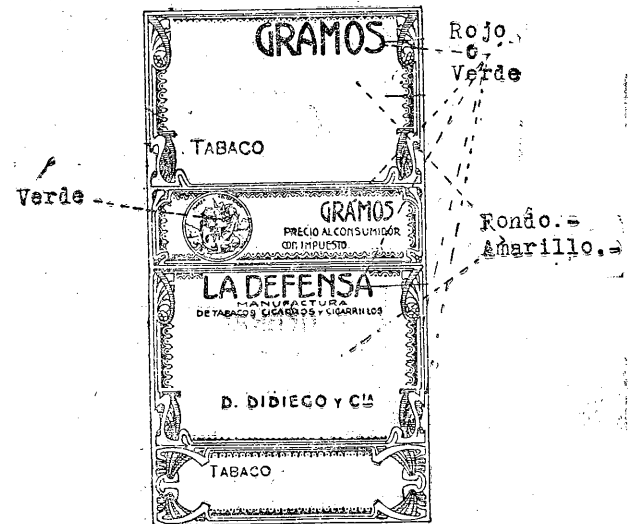 GRAMOS
Rojo
o
Verde
TABACO
Verde
GRAMOS
PRECIO AL CONSUMIDOR
CON IMPUESTO
Fondo.=
Amarillo.=
LA DEFENSA
MANUFACTURA
DE TABACOS CIGARROS Y CIGARRILLOS
D. DIDIEGO Y CIA
TABACO